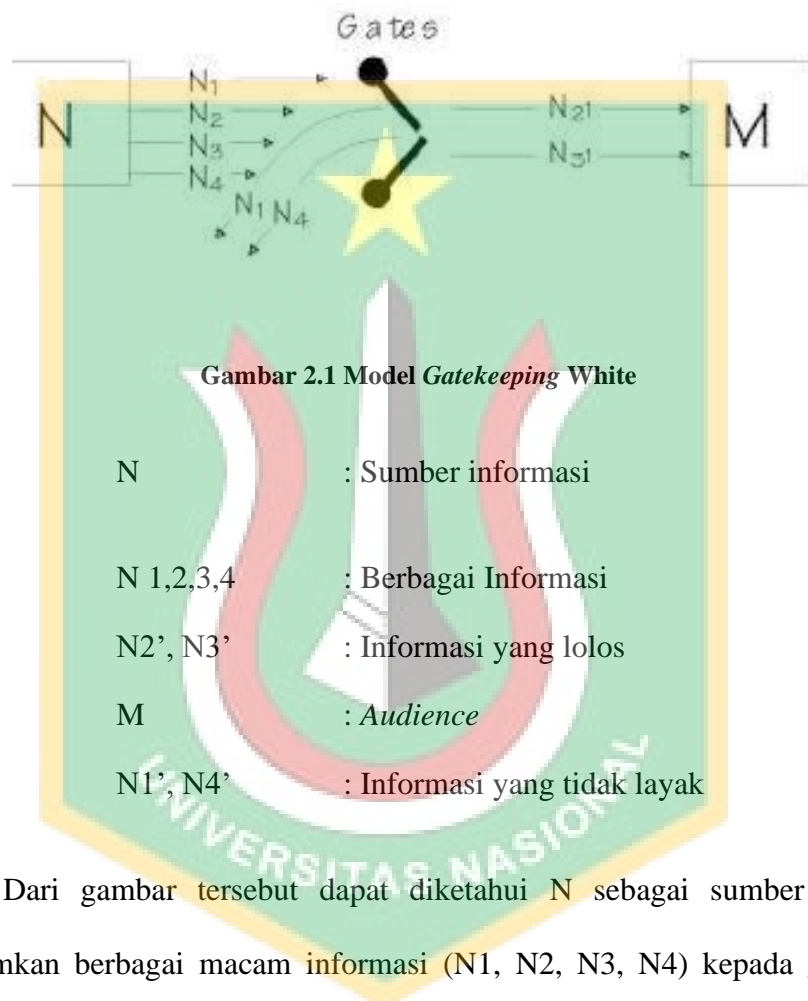 Gates
N N1 N2 N3 N4 N21 N31 M
N1 N4
Gambar 2.1 Model Gatekeeping White
N : Sumber informasi
N 1,2,3,4 : Berbagai Informasi
N2’, N3’ : Informasi yang lolos
M : Audience
N1’, N4’ : Informasi yang tidak layak
UNIVERSITAS NASIONAL
Dari gambar tersebut dapat diketahui N sebagai sumber
berbagai macam informasi (N1, N2, N3, N4) kepada